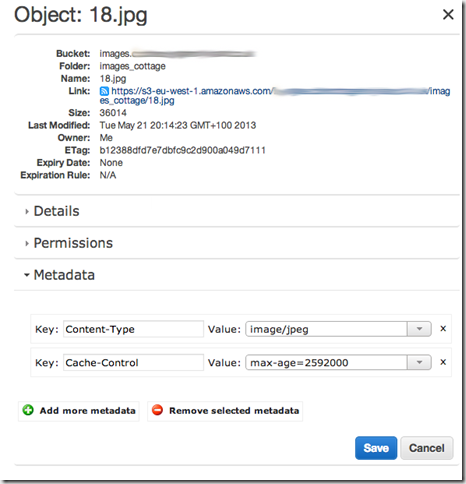 Object: 18.jpg
Bucket: images.
Folder: images_cottage
Name: 18.jpg
Link: https://s3-eu-west-1.amazonaws.com/ /imag
es_cottage/18.jpg
Size: 36014
Last Modified: Tue May 21 20:14:23 GMT+100 2013
Owner: Me
ETag: b12388dfd7e7dbfc9c2d900a049d7111
Expiry Date: None
Expiration Rule: N/A
Details
Permissions
Metadata
Key: Content-Type Value: image/jpeg x
Key: Cache-Control Value: max-age=2592000 x
Add more metadata Remove selected metadata
Save Cancel